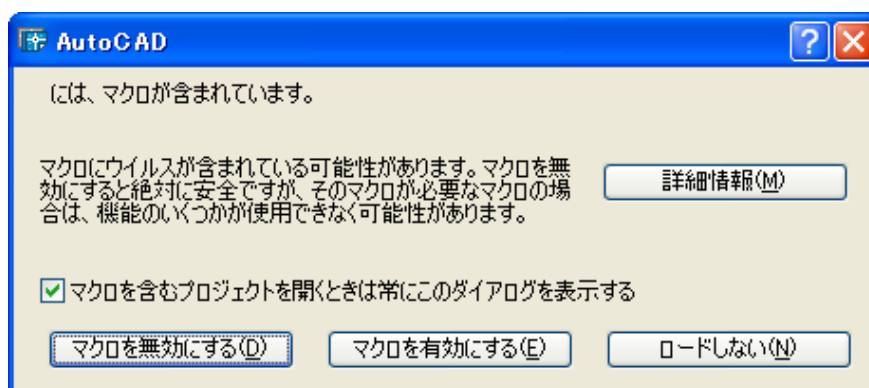 AutoCAD
には、マクロが含まれています。
マクロにウイルスが含まれている可能性があります。マクロを無
効にすると絶対に安全ですが、そのマクロが必要なマクロの場
合は、機能のいくつかが使用できなく可能性があります。
詳細情報(M)
マクロを含むプロジェクトを開くときは常にこのダイアログを表示する
マクロを無効にする(D)
マクロを有効にする(E)
ロードしない(N)